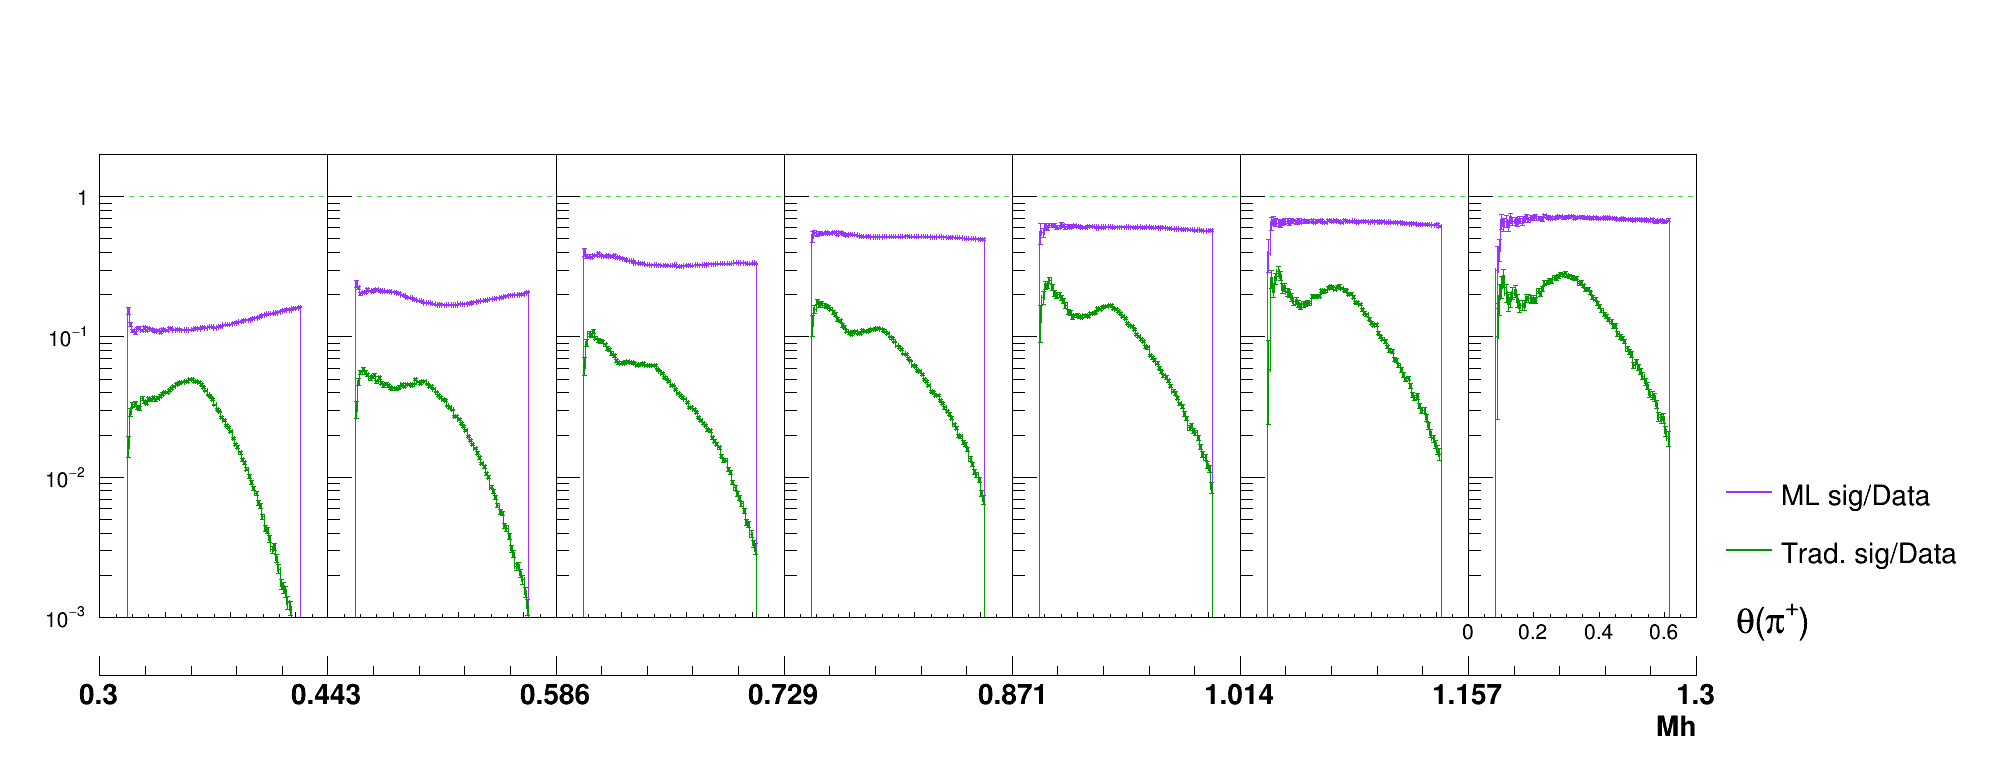 1
10⁻¹
10⁻²
10⁻³
ML sig/Data
Trad. sig/Data
θ(π⁺)
0 0.2 0.4 0.6
0.3 0.443 0.586 0.729 0.871 1.014 1.157 1.3
Mh